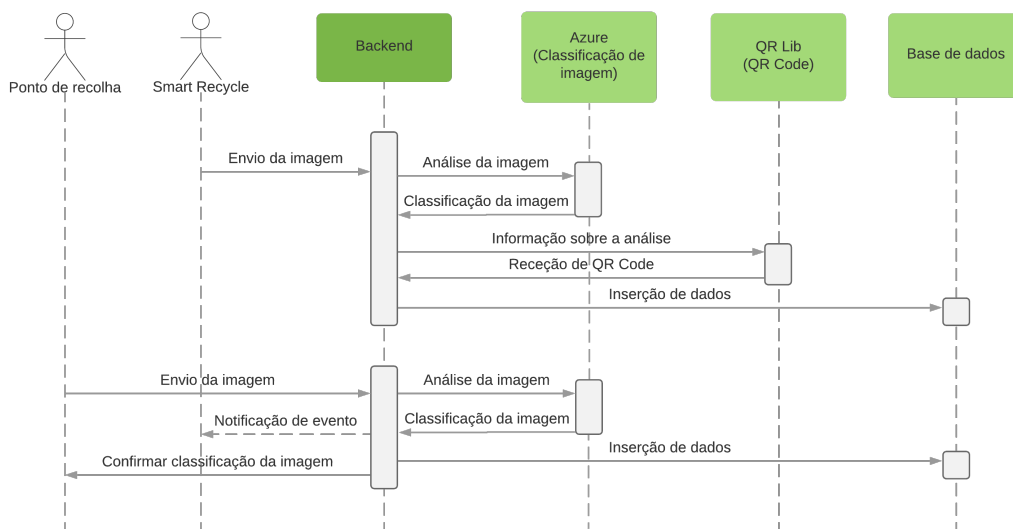 Ponto de recolha
Smart Recycle
Backend
Azure
(Classificação de
imagem)
QR Lib
(QR Code)
Base de dados
Envio da imagem
Análise da imagem
Classificação da imagem
Informação sobre a análise
Receção de QR Code
Inserção de dados
Envio da imagem
Análise da imagem
Notificação de evento
Classificação da imagem
Inserção de dados
Confirmar classificação da imagem